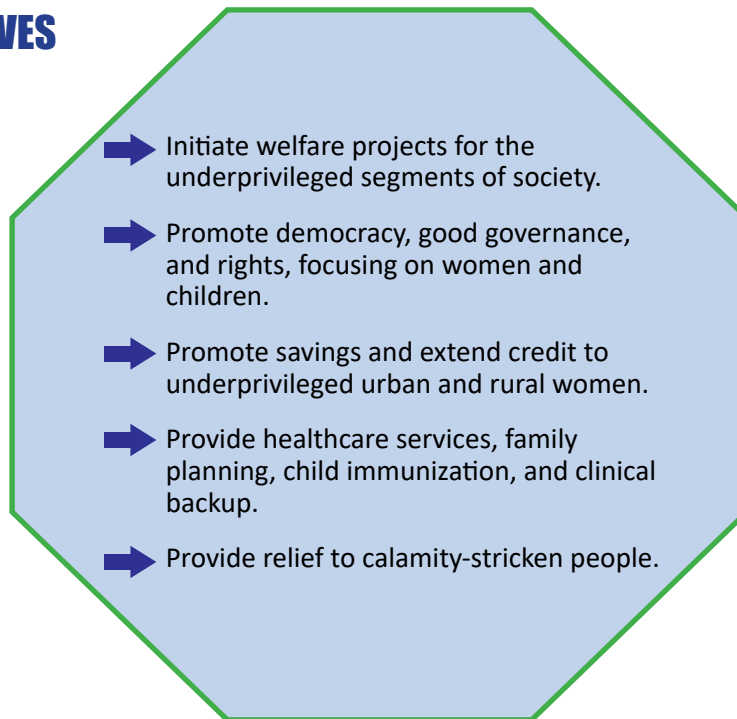 VES
Initiate welfare projects for the
underprivileged segments of society.
Promote democracy, good governance,
and rights, focusing on women and
children.
Promote savings and extend credit to
underprivileged urban and rural women.
Provide healthcare services, family
planning, child immunization, and clinical
backup.
Provide relief to calamity-stricken people.